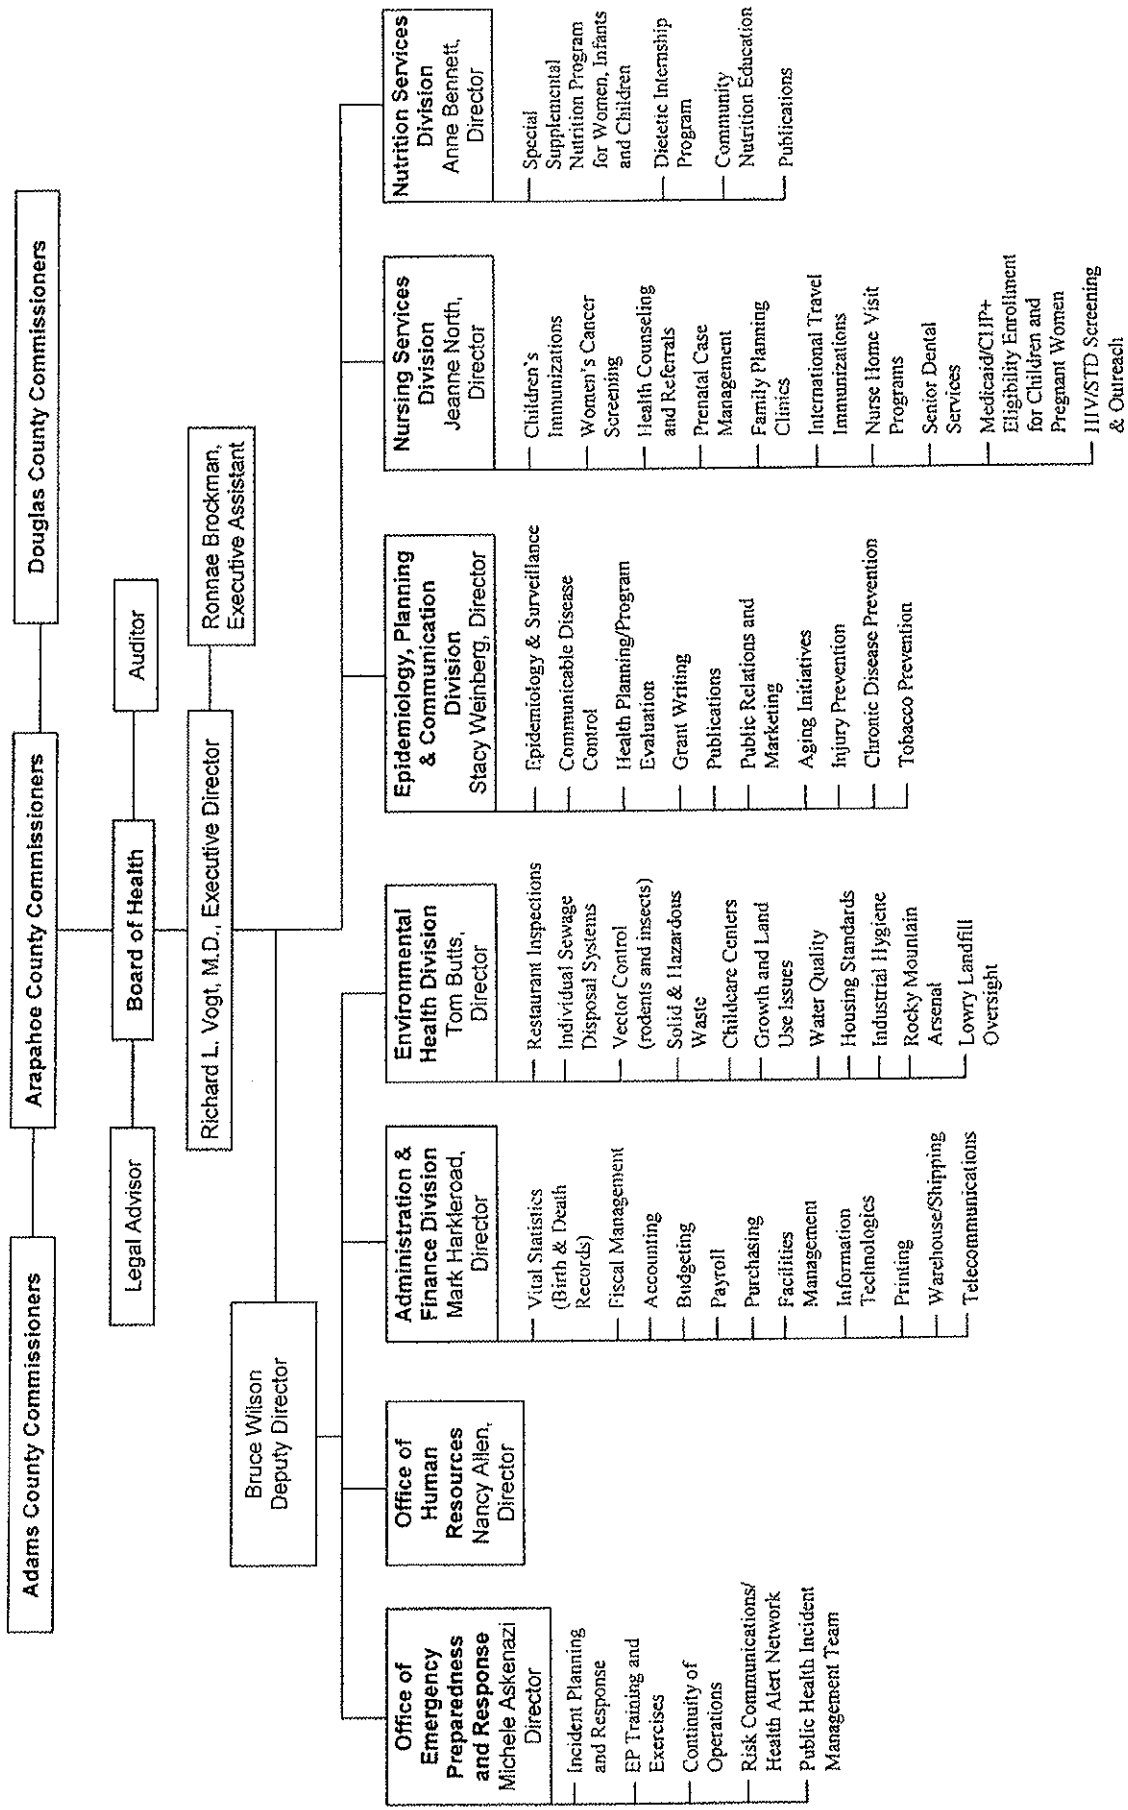 Adams County Commissioners
Arapahoe County Commissioners
Douglas County Commissioners
Legal Advisor
Board of Health
Auditor
Richard L. Vogt, M.D., Executive Director
Ronnae Brockman,
Executive Assistant
Bruce Wilson
Deputy Director
Office of
Emergency
Preparedness
and Response
Michele Askenazi
Director
Incident Planning
and Response
EP Training and
Exercises
Continuity of
Operations
Risk Communications/
Health Alert Network
Public Health Incident
Management Team
Office of
Human
Resources
Nancy Allen,
Director
Administration &
Finance Division
Mark Harkleroad,
Director
Vital Statistics
(Birth & Death
Records)
Fiscal Management
Accounting
Budgeting
Payroll
Purchasing
Facilities
Management
Information
Technologies
Printing
Warehouse/Shipping
Telecommunications
Environmental
Health Division
Tom Butts,
Director
Restaurant Inspections
Individual Sewage
Disposal Systems
Vector Control
(rodents and insects)
Solid & Hazardous
Waste
Childcare Centers
Growth and Land
Use Issues
Water Quality
Housing Standards
Industrial Hygiene
Rocky Mountain
Arsenal
Lowry Landfill
Oversight
Epidemiology, Planning
& Communication
Division
Stacy Weinberg, Director
Epidemiology & Surveillance
Communicable Disease
Control
Health Planning/Program
Evaluation
Grant Writing
Publications
Public Relations and
Marketing
Aging Initiatives
Injury Prevention
Chronic Disease Prevention
Tobacco Prevention
Nursing Services
Division
Jeanne North,
Director
Children's
Immunizations
Women's Cancer
Screening
Health Counseling
and Referrals
Prenatal Case
Management
Family Planning
Clinics
International Travel
Immunizations
Nurse Home Visit
Programs
Senior Dental
Services
Medicaid/CHP+
Eligibility Enrollment
for Children and
Pregnant Women
HIV/STD Screening
& Outreach
Nutrition Services
Division
Anne Bennett,
Director
Special
Supplemental
Nutrition Program
for Women, Infants
and Children
Dietetic Internship
Program
Community
Nutrition Education
Publications